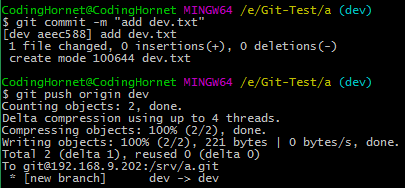 CodingHornet@CodingHornet MINGW64 /e/Git-Test/a (dev)
$ git commit -m "add dev.txt"
[dev aeec588] add dev.txt
 1 file changed, 0 insertions(+), 0 deletions(-)
 create mode 100644 dev.txt

CodingHornet@CodingHornet MINGW64 /e/Git-Test/a (dev)
$ git push origin dev
Counting objects: 2, done.
Delta compression using up to 4 threads.
Compressing objects: 100% (2/2), done.
Writing objects: 100% (2/2), 221 bytes | 0 bytes/s, done.
Total 2 (delta 1), reused 0 (delta 0)
To git@192.168.9.202:/srv/a.git
 * [new branch]      dev -> dev